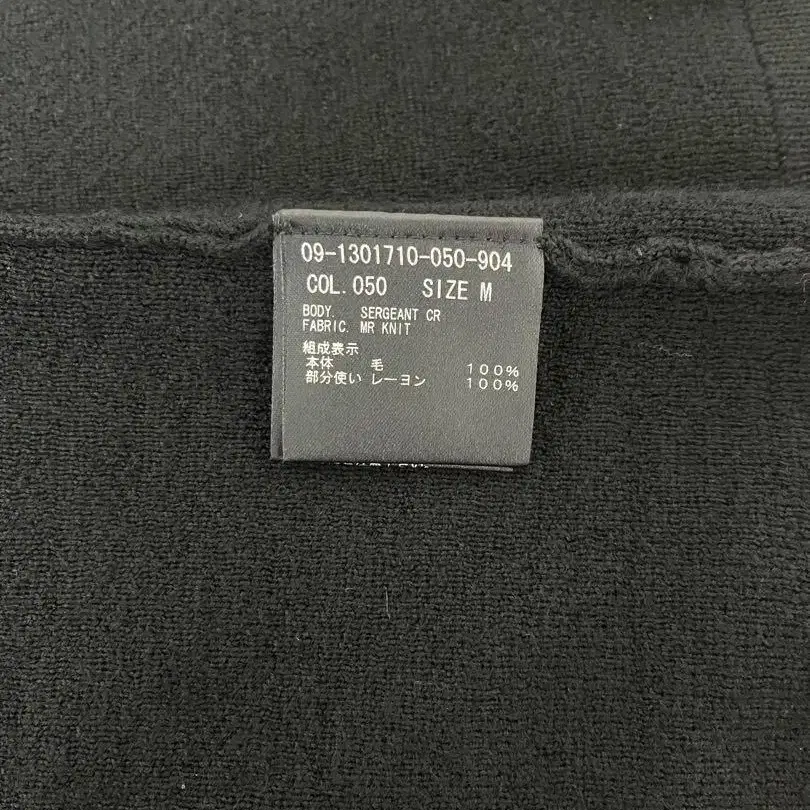 09-1301710-050-904
COL.050 SIZE M
BODY. SERGEANT CR
FABRIC. MR KNIT
組成表示
本体 毛 100%
部分使い レーヨン 100%